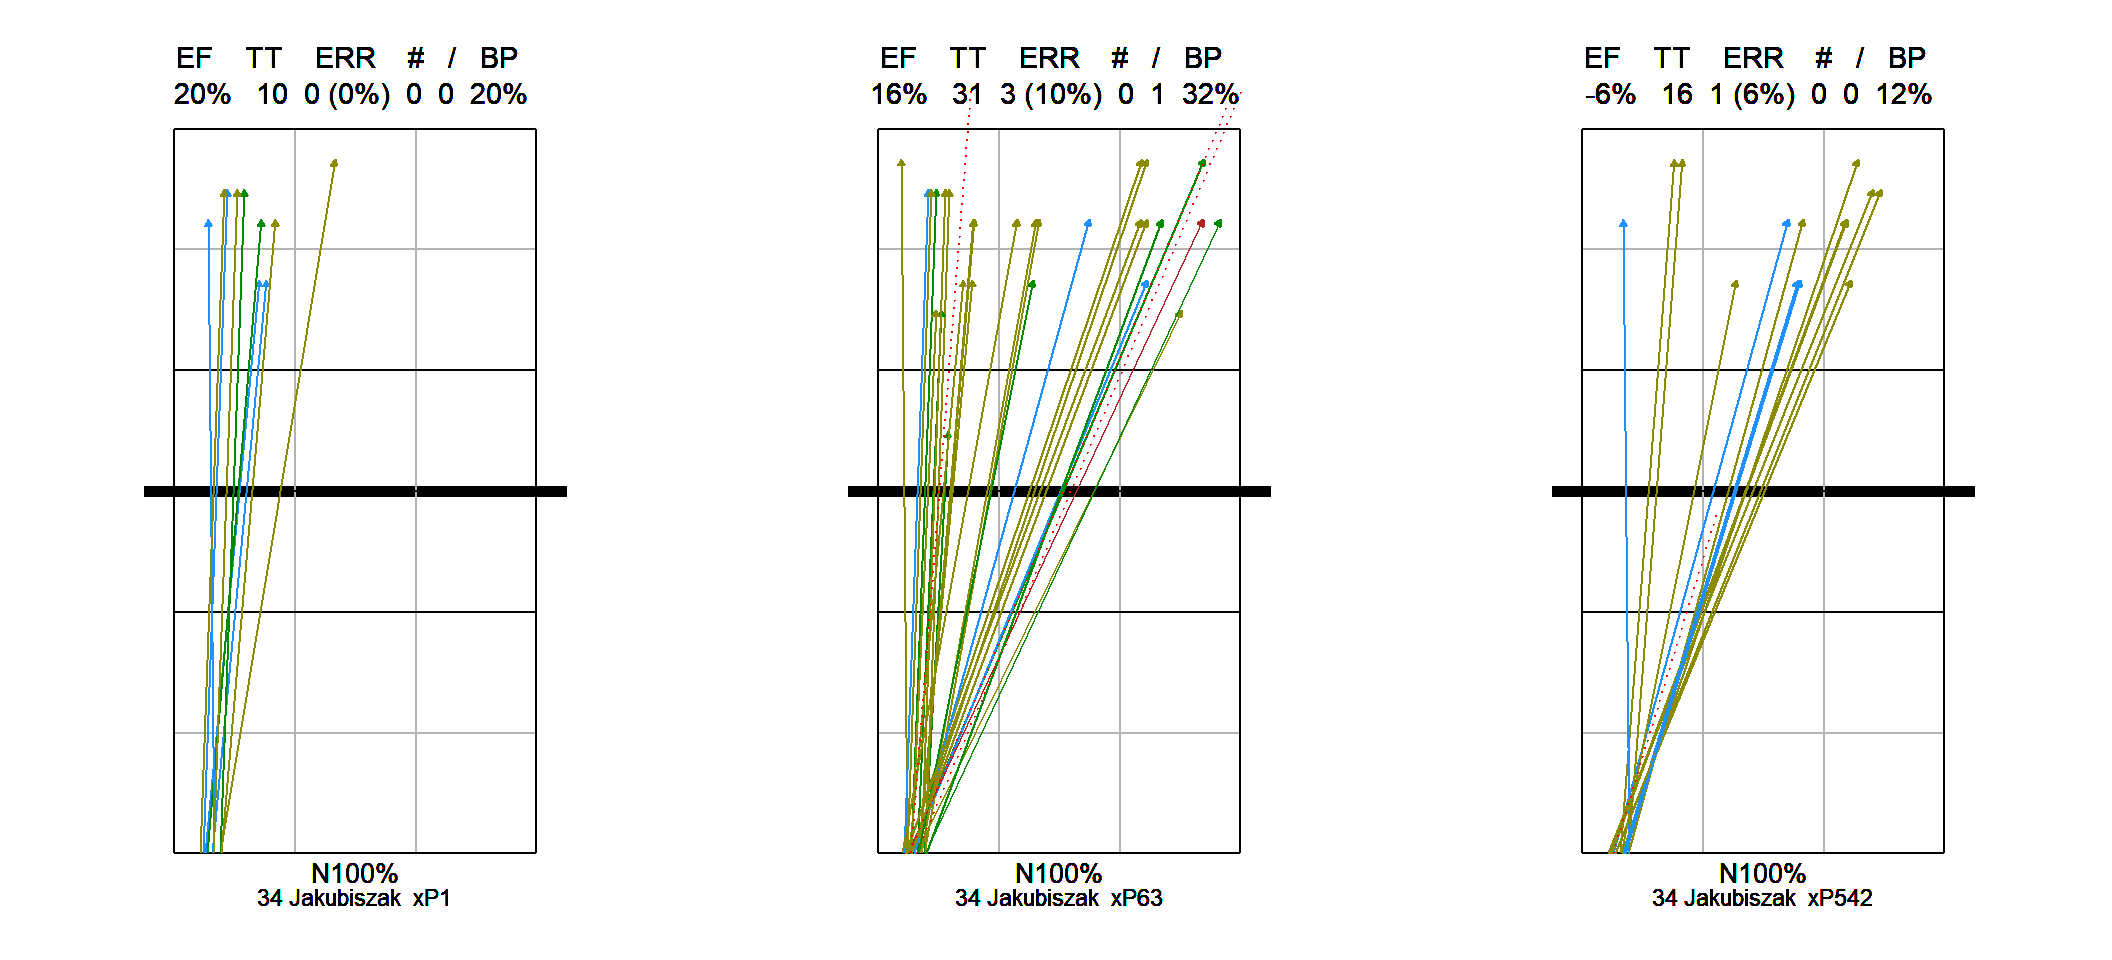 EF TT ERR # / BP
20% 10 0 (0%) 0 0 20%
N100%
34 Jakubiszak xP1
EF TT ERR # / BP
16% 31 3 (10%) 0 1 32%
N100%
34 Jakubiszak xP63
EF TT ERR # / BP
-6% 16 1 (6%) 0 0 12%
N100%
34 Jakubiszak xP542